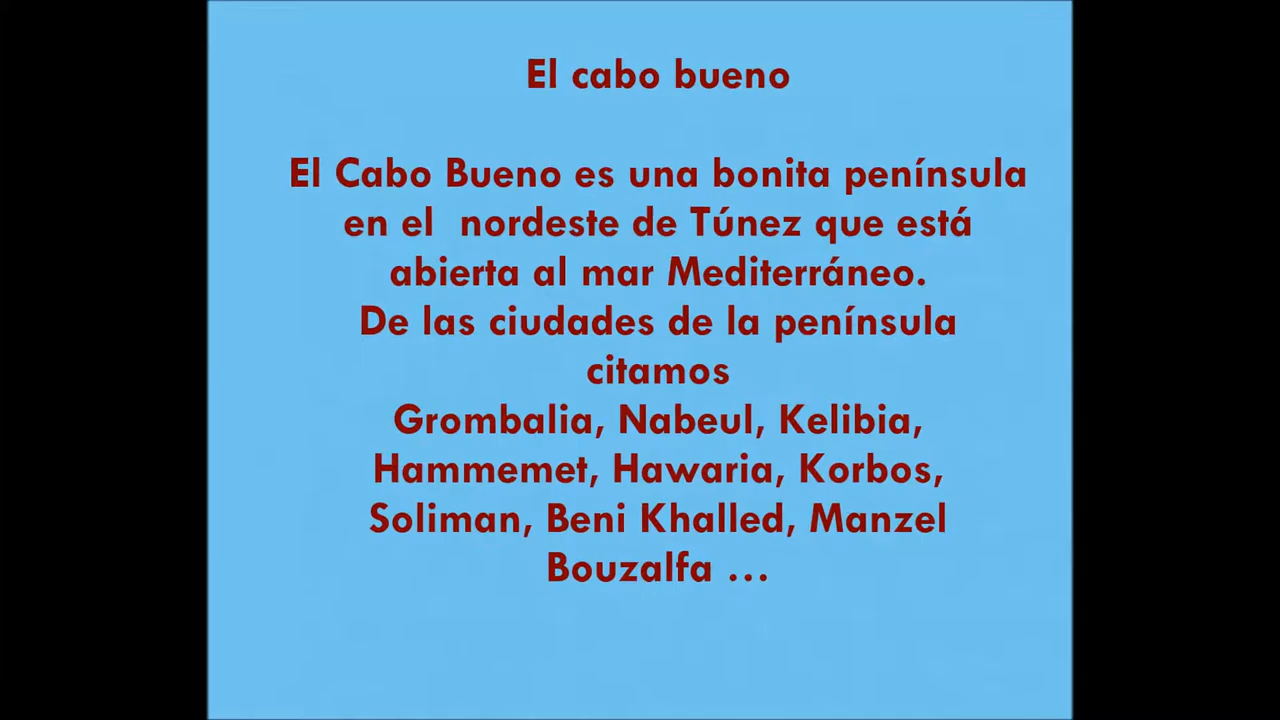 El cabo bueno
El Cabo Bueno es una bonita península
en el  nordeste de Túnez que está
abierta al mar Mediterráneo.
De las ciudades de la península
citamos
Grombalia, Nabeul, Kelibia,
Hammemet, Hawaria, Korbos,
Soliman, Beni Khalled, Manzel
Bouzalfa ...